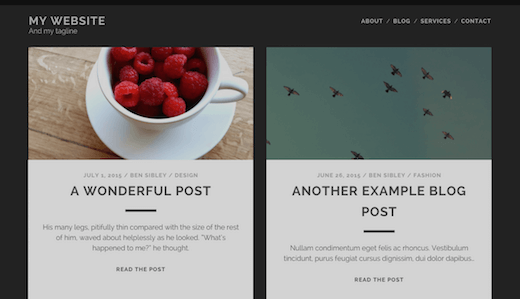 MY WEBSITE
And my tagline
ABOUT / BLOG / SERVICES / CONTACT
JULY 1, 2015 / BEN SIBLEY / DESIGN
A WONDERFUL POST
His many legs, pitifully thin compared with the size of the rest
of him, waved about helplessly as he looked. "What's
happened to me?" he thought.
READ THE POST
JUNE 26, 2015 / BEN SIBLEY / FASHION
ANOTHER EXAMPLE BLOG
POST
Nullam condimentum eget felis ac rhoncus. Vestibulum
tincidunt, purus feugiat cursus dignissim, dui dolor dapibus...
READ THE POST